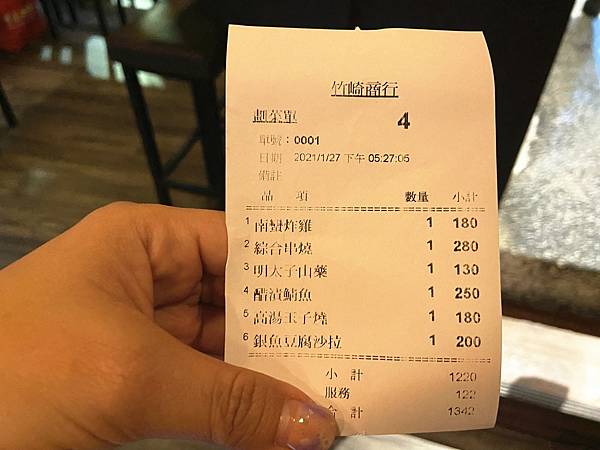 竹崎商行
劃菜單 4
單號：0001
日期 2021/1/27 下午 05:27:05
備註
品 項 數量 小計
1 南蠻炸雞 1 180
2 綜合串燒 1 280
3 明太子山藥 1 130
4 醋漬鯖魚 1 250
5 高湯玉子燒 1 180
6 銀魚豆腐沙拉 1 200
小 計 1220
服務 122
合 計 1342